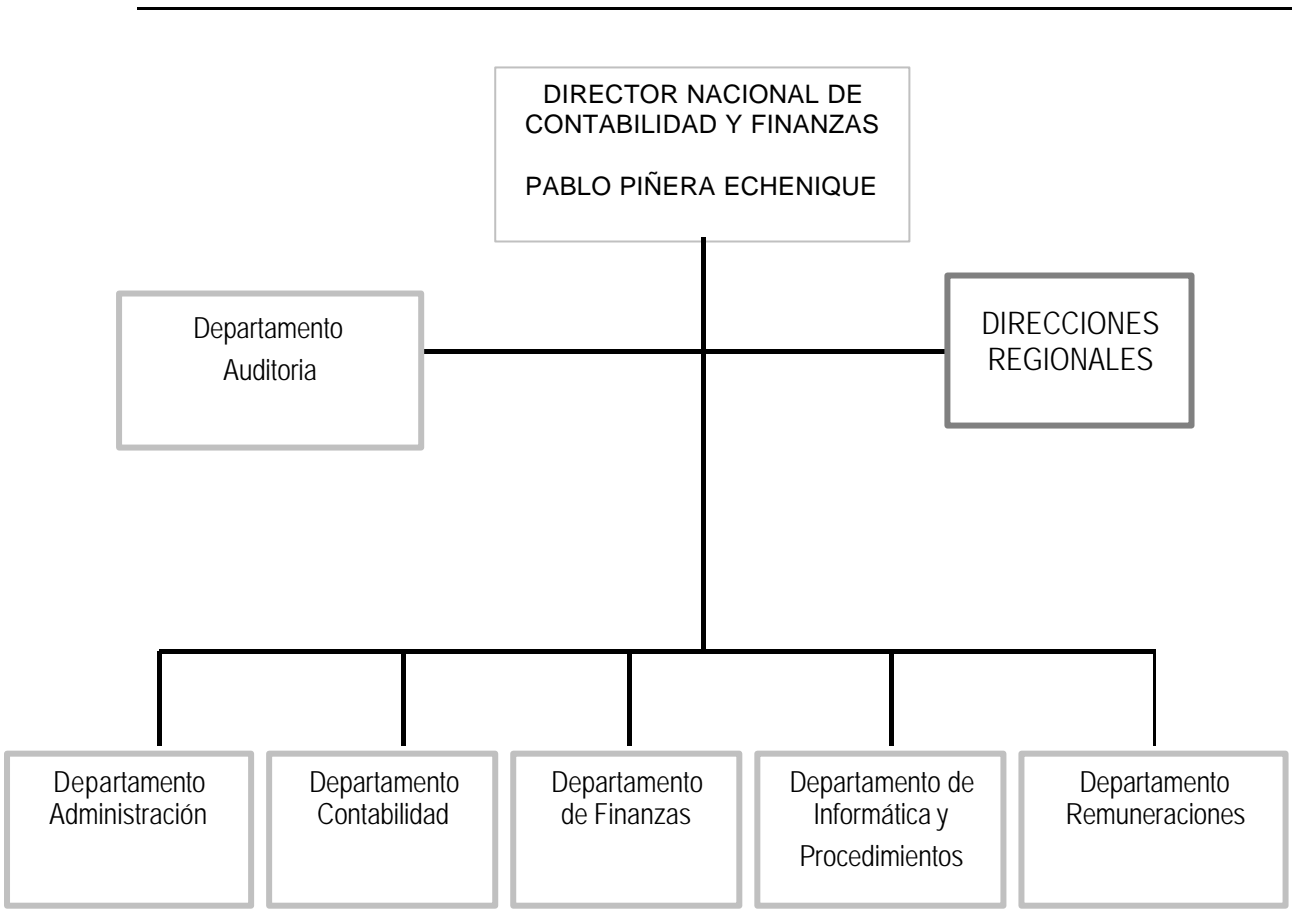 DIRECTOR NACIONAL DE
CONTABILIDAD Y FINANZAS
PABLO PIÑERA ECHENIQUE
Departamento
Auditoria
DIRECCIONES
REGIONALES
Departamento
Administración
Departamento
Contabilidad
Departamento
de Finanzas
Departamento de
Informática y
Procedimientos
Departamento
Remuneraciones